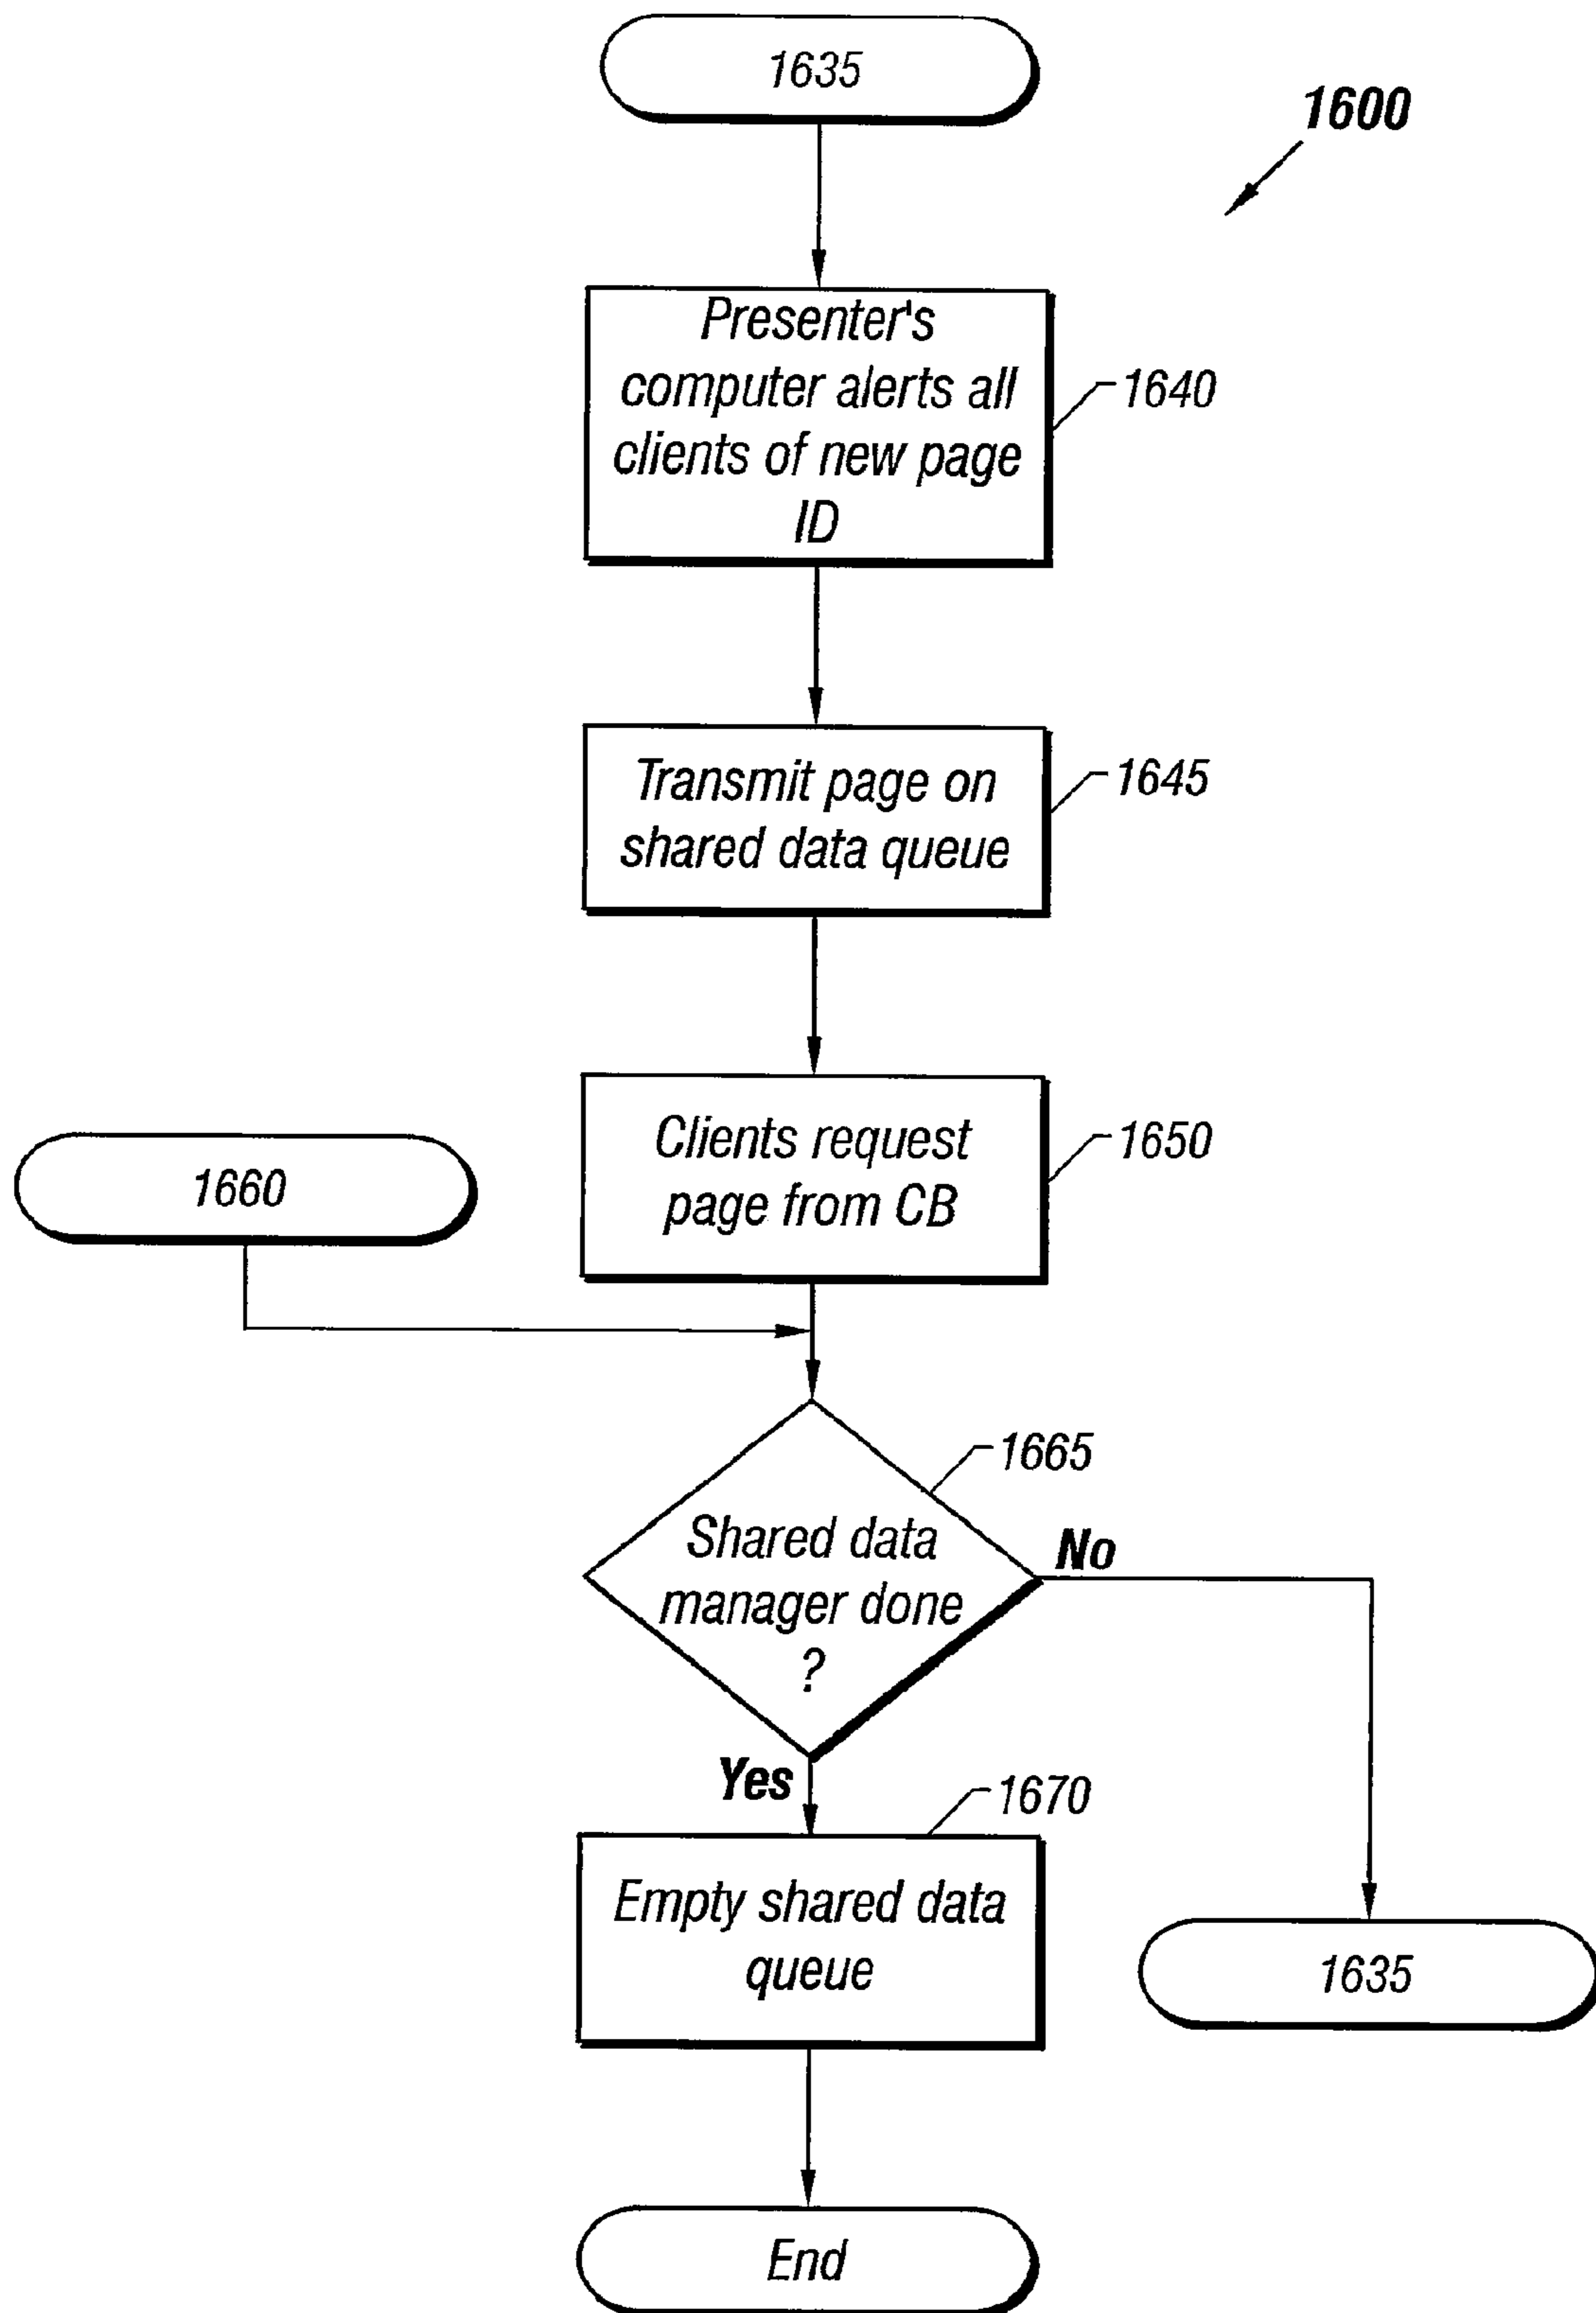 1635
1600
Presenter's
computer alerts all
clients of new page
ID
1640
Transmit page on
shared data queue
1645
Clients request
page from CB
1650
1660
1665
Shared data
manager done
?
No
Yes
1670
Empty shared data
queue
1635
End